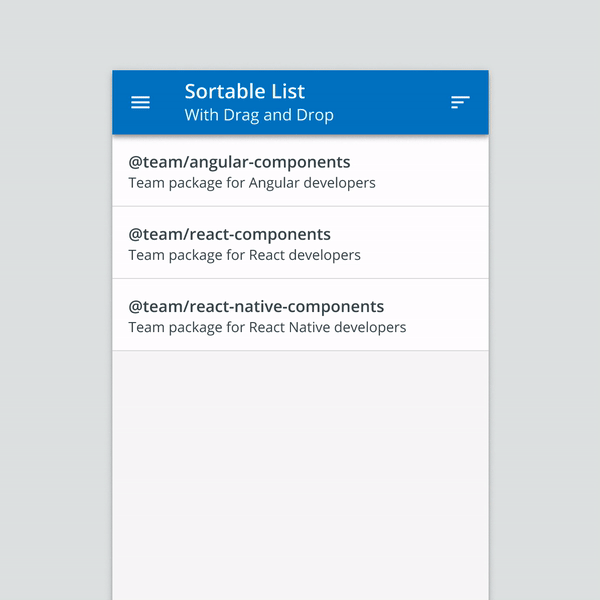 Sortable List
With Drag and Drop
@team/angular-components
Team package for Angular developers
@team/react-components
Team package for React developers
@team/react-native-components
Team package for React Native developers